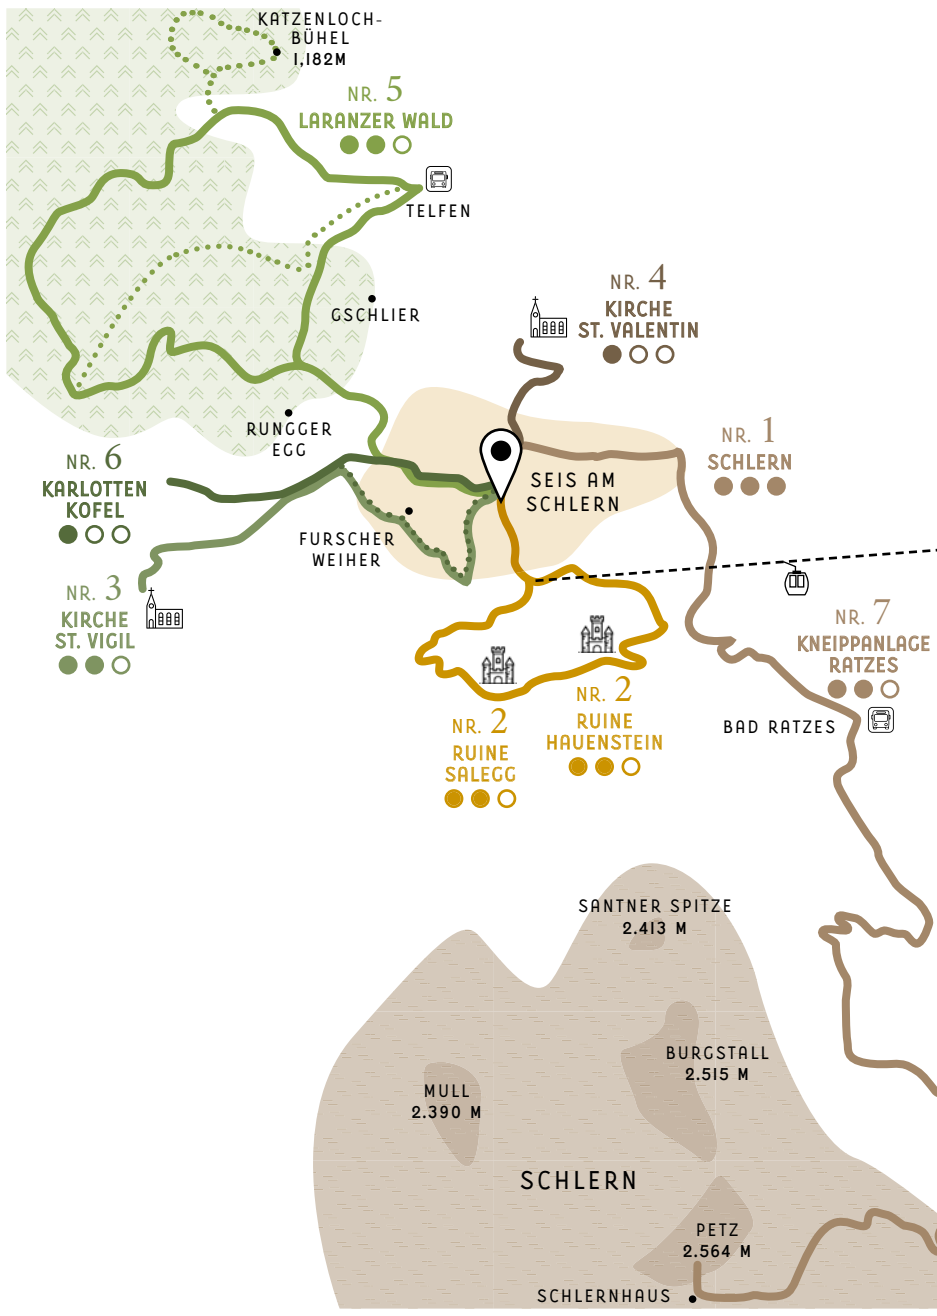 KATZENLOCH-
BÜHEL
1,182M
NR. 5
LARANZER WALD
TELFEN
GSCHLIER
NR. 4
KIRCHE
ST. VALENTIN
RUNGGER
EGG
NR. 1
SCHLERN
NR. 6
KARLOTTEN
KOFEL
SEIS AM
SCHLERN
FURSCHER
WEIHER
NR. 3
KIRCHE
ST. VIGIL
NR. 7
KNEIPPANLAGE
RATZES
BAD RATZES
NR. 2
RUINE
HAUENSTEIN
NR. 2
RUINE
SALEGG
SANTNER SPITZE
2.413 M
BURGSTALL
2.515 M
MULL
2.390 M
SCHLERN
PETZ
2.564 M
SCHLERNHAUS